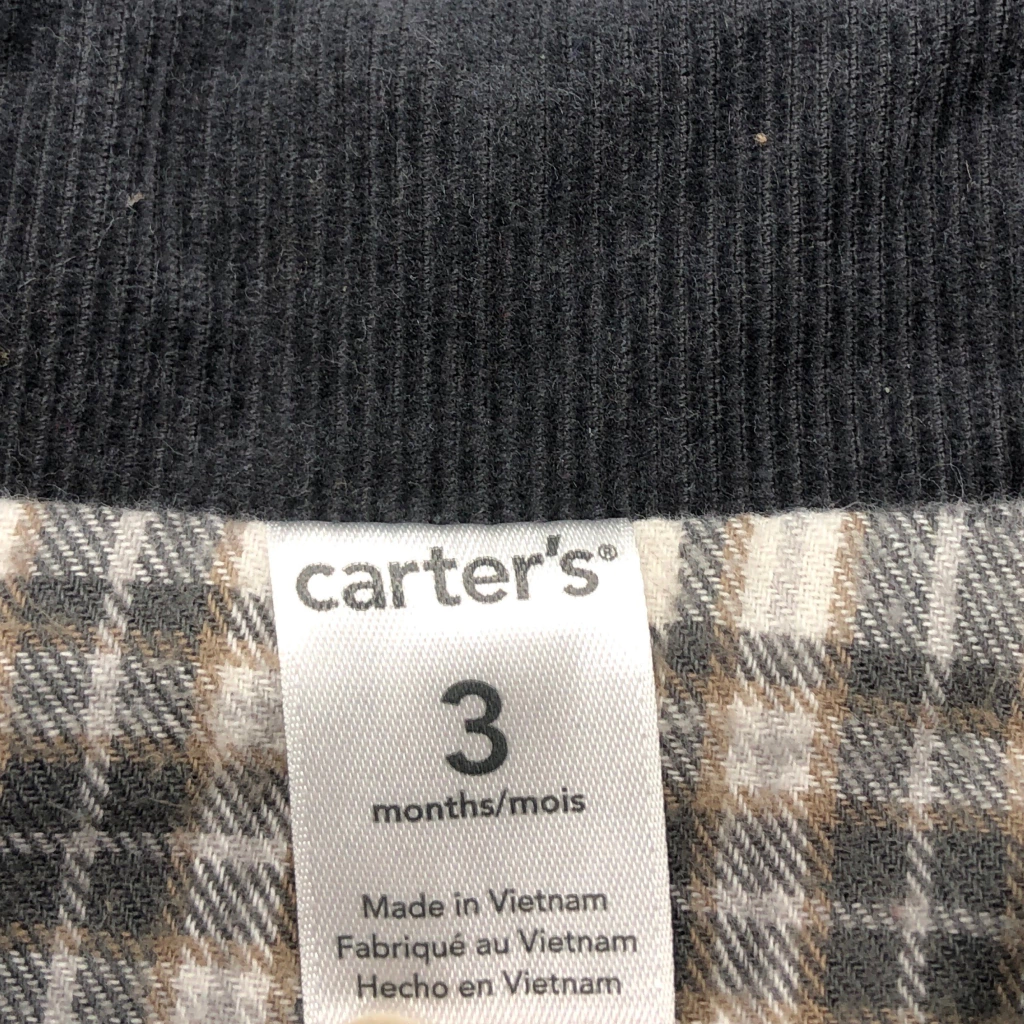 carter's®
3
months/mois
Made in Vietnam
Fabriqué au Vietnam
Hecho en Vietnam